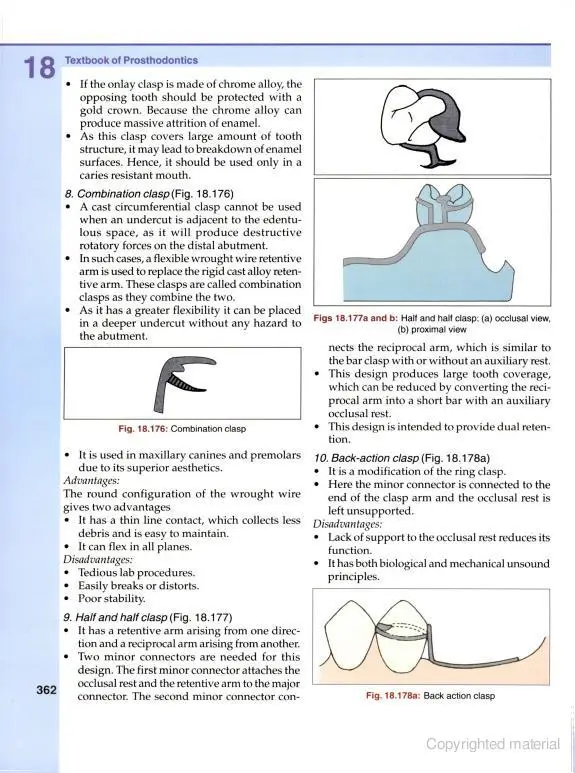 18
Textbook of Prosthodontics
• If the onlay clasp is made of chrome alloy, the
opposing tooth should be protected with a
gold crown. Because the chrome alloy can
produce massive attrition of enamel.
• As this clasp covers large amount of tooth
structure, it may lead to breakdown of enamel
surfaces. Hence, it should be used only in a
caries resistant mouth.
8. Combination clasp (Fig. 18.176)
• A cast circumferential clasp cannot be used
when an undercut is adjacent to the edentu-
lous space, as it will produce destructive
rotatory forces on the distal abutment.
• In such cases, a flexible wrought wire retentive
arm is used to replace the rigid cast alloy reten-
tive arm. These clasps are called combination
clasps as they combine the two.
• As it has a greater flexibility it can be placed
in a deeper undercut without any hazard to
the abutment.
Fig. 18.176: Combination clasp
• It is used in maxillary canines and premolars
due to its superior aesthetics.
Advantages:
The round configuration of the wrought wire
gives two advantages
• It has a thin line contact, which collects less
debris and is easy to maintain.
• It can flex in all planes.
Disadvantages:
• Tedious lab procedures.
• Easily breaks or distorts.
• Poor stability.
9. Half and half clasp (Fig. 18.177)
• It has a retentive arm arising from one direc-
tion and a reciprocal arm arising from another.
• Two minor connectors are needed for this
design. The first minor connector attaches the
occlusal rest and the retentive arm to the major
connector. The second minor connector con-
362
Figs 18.177a and b: Half and half clasp: (a) occlusal view,
(b) proximal view
nects the reciprocal arm, which is similar to
the bar clasp with or without an auxiliary rest.
• This design produces large tooth coverage,
which can be reduced by converting the reci-
procal arm into a short bar with an auxiliary
occlusal rest.
• This design is intended to provide dual reten-
tion.
10. Back-action clasp (Fig. 18.178a)
• It is a modification of the ring clasp.
• Here the minor connector is connected to the
end of the clasp arm and the occlusal rest is
left unsupported.
Disadvantages:
• Lack of support to the occlusal rest reduces its
function.
• It has both biological and mechanical unsound
principles.
Fig. 18.178a: Back action clasp
Copyrighted material